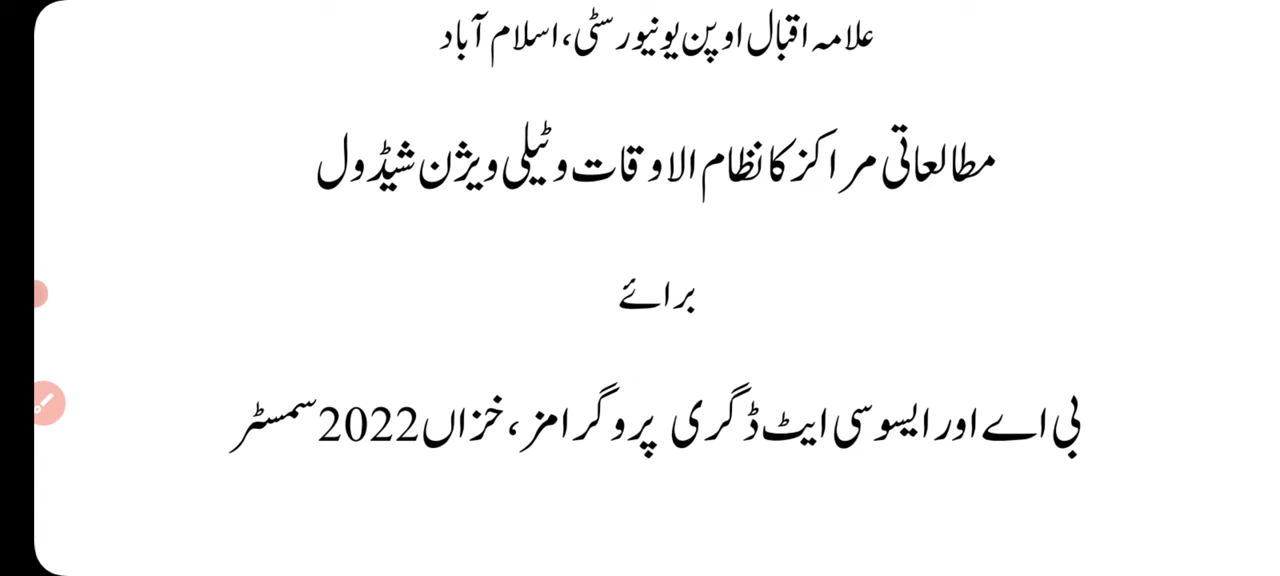 علامہ اقبال اوپن یونیورسٹی، اسلام آباد
مطالعاتی مراکز کا نظام الاوقات و ٹیلی ویژن شیڈول
برائے
بی اے اور ایسوسی ایٹ ڈگری پروگرامز، خزاں 2022 سمسٹر